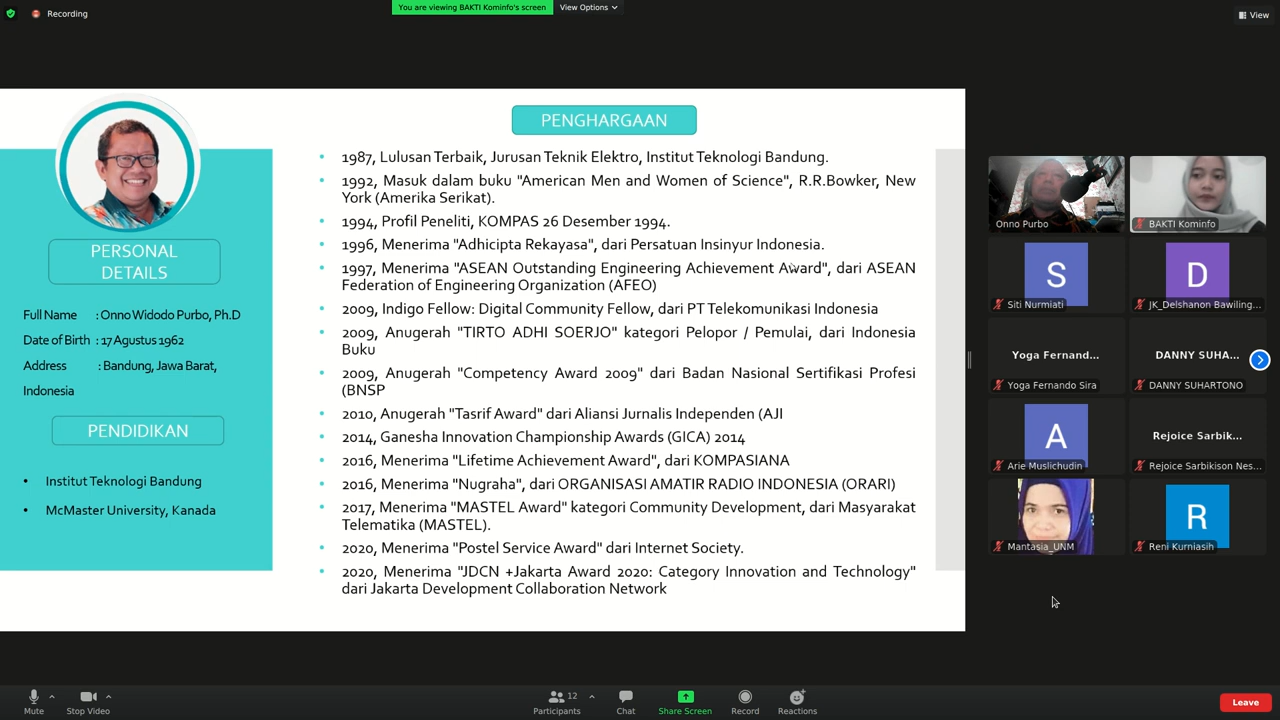 Recording
You are viewing BAKTI Kominfo's screen
View Options
View
PENGHARGAAN
1987, Lulusan Terbaik, Jurusan Teknik Elektro, Institut Teknologi Bandung.
1992, Masuk dalam buku "American Men and Women of Science", R.R.Bowker, New
York (Amerika Serikat).
1994, Profil Peneliti, KOMPAS 26 Desember 1994.
1996, Menerima "Adhicipta Rekayasa", dari Persatuan Insinyur Indonesia.
1997, Menerima "ASEAN Outstanding Engineering Achievement Award", dari ASEAN
Federation of Engineering Organization (AFEO)
2009, Indigo Fellow: Digital Community Fellow, dari PT Telekomunikasi Indonesia
2009, Anugerah "TIRTO ADHI SOERJO" kategori Pelopor / Pemulai, dari Indonesia
Buku
2009, Anugerah "Competency Award 2009" dari Badan Nasional Sertifikasi Profesi
(BNSP
2010, Anugerah "Tasrif Award" dari Aliansi Jurnalis Independen (AJI
2014, Ganesha Innovation Championship Awards (GICA) 2014
2016, Menerima "Lifetime Achievement Award", dari KOMPASIANA
2016, Menerima "Nugraha", dari ORGANISASI AMATIR RADIO INDONESIA (ORARI)
2017, Menerima "MASTEL Award" kategori Community Development, dari Masyarakat
Telematika (MASTEL).
2020, Menerima "Postel Service Award" dari Internet Society.
2020, Menerima "JDCN +Jakarta Award 2020: Category Innovation and Technology"
dari Jakarta Development Collaboration Network
PERSONAL
DETAILS
Full Name : Onno Widodo Purbo, Ph.D
Date of Birth : 17 Agustus 1962
Address : Bandung, Jawa Barat,
Indonesia
PENDIDIKAN
Institut Teknologi Bandung
McMaster University, Kanada
Onno Purbo
BAKTI Kominfo
S
Siti Nurmiati
D
JK_Delshanon Bawiling...
Yoga Fernand...
Yoga Fernando Sira
DANNY SUHA...
DANNY SUHARTONO
A
Arie Muslichudin
Rejoice Sarbik...
Rejoice Sarbikison Nes...
Mantasia_UNM
R
Reni Kurniasih
Mute
Stop Video
12
Participants
Chat
Share Screen
Record
Reactions
Leave